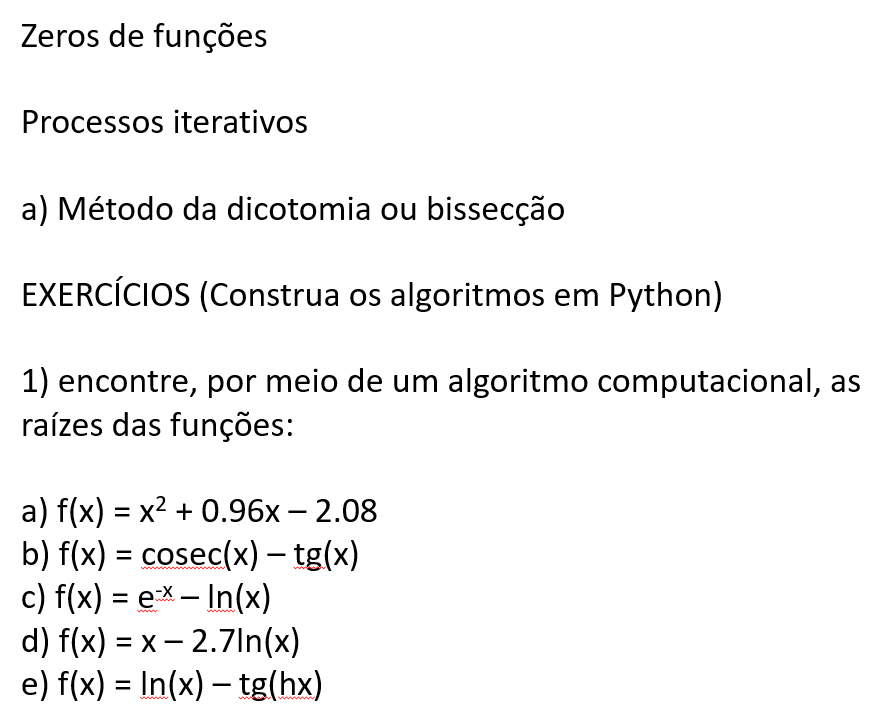 Zeros de funções
Processos iterativos
a) Método da dicotomia ou bissecção
EXERCÍCIOS (Construa os algoritmos em Python)
1) encontre, por meio de um algoritmo computacional, as
raízes das funções:
a) f(x) = x² + 0.96x – 2.08
b) f(x) = cosec(x) – tg(x)
c) f(x) = e⁻ˣ – ln(x)
d) f(x) = x – 2.7ln(x)
e) f(x) = ln(x) – tg(hx)